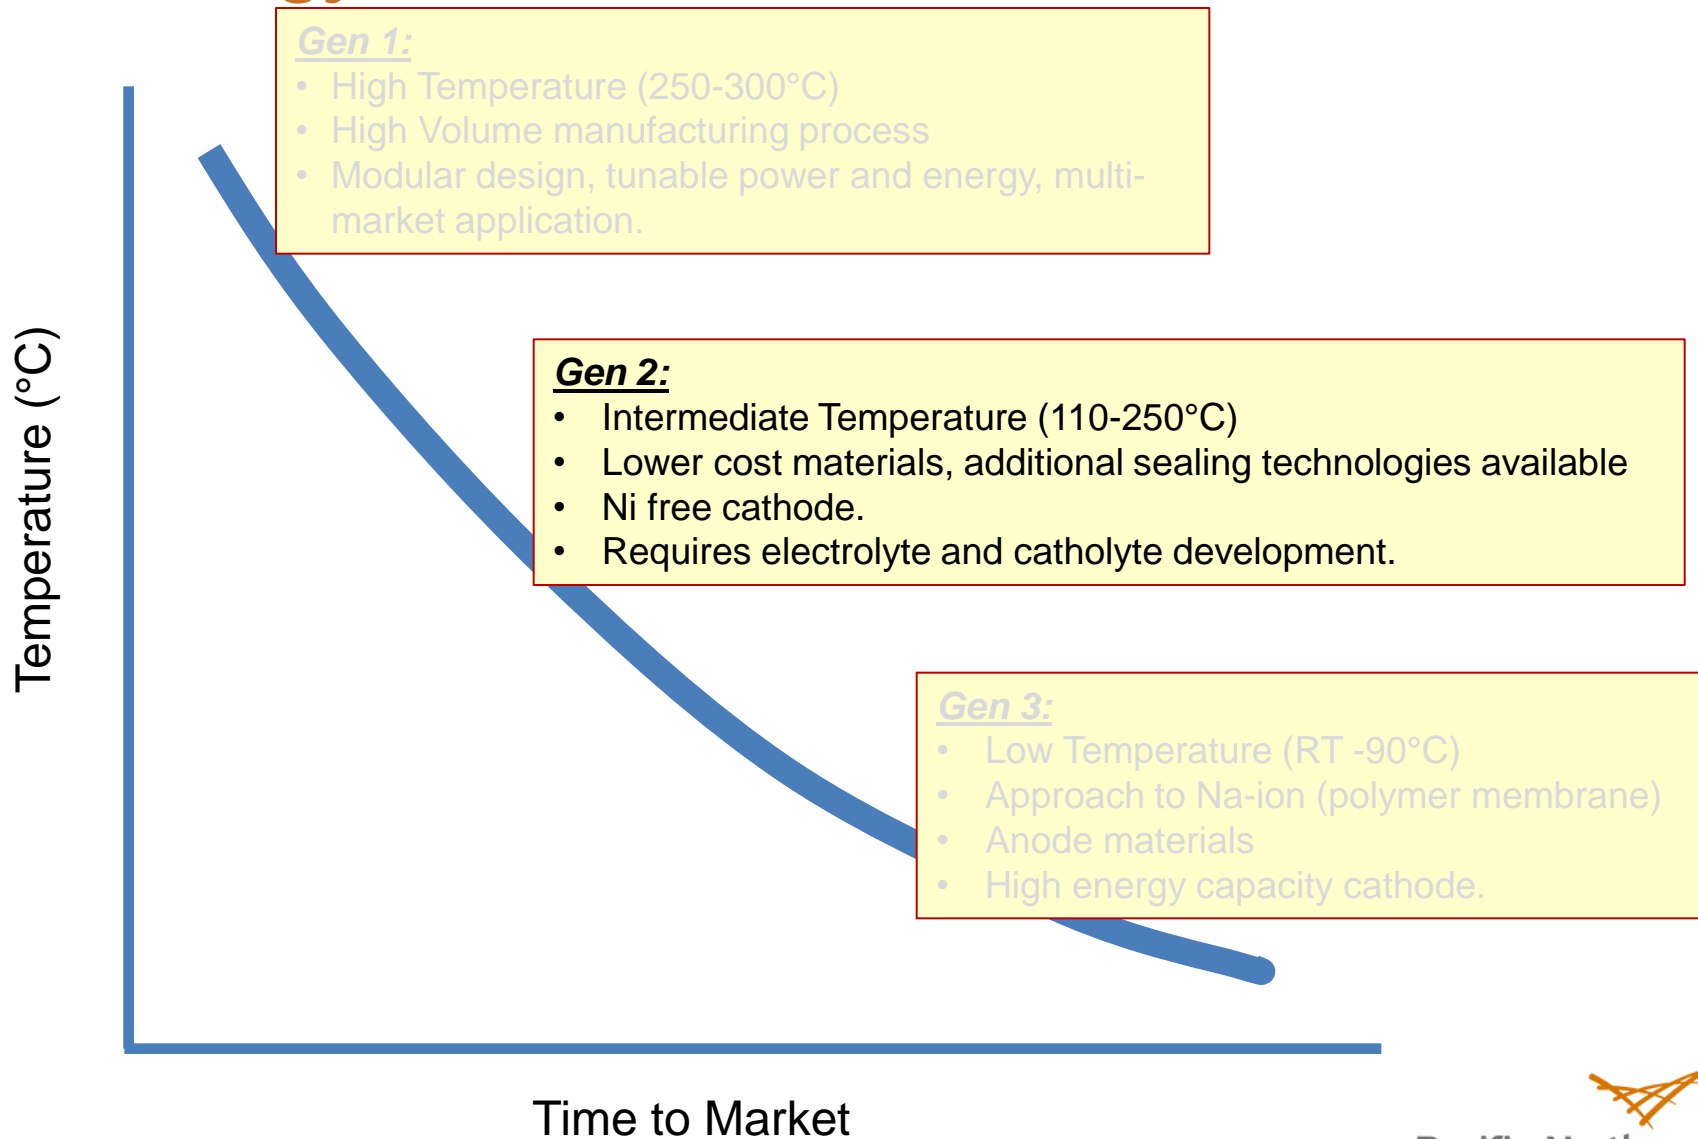 Gen 1:
• High Temperature (250-300°C)
• High Volume manufacturing process
• Modular design, tunable power and energy, multi-
market application.
Temperature (°C)
Gen 2:
• Intermediate Temperature (110-250°C)
• Lower cost materials, additional sealing technologies available
• Ni free cathode.
• Requires electrolyte and catholyte development.
Gen 3:
• Low Temperature (RT -90°C)
• Approach to Na-ion (polymer membrane)
• Anode materials
• High energy capacity cathode.
Time to Market